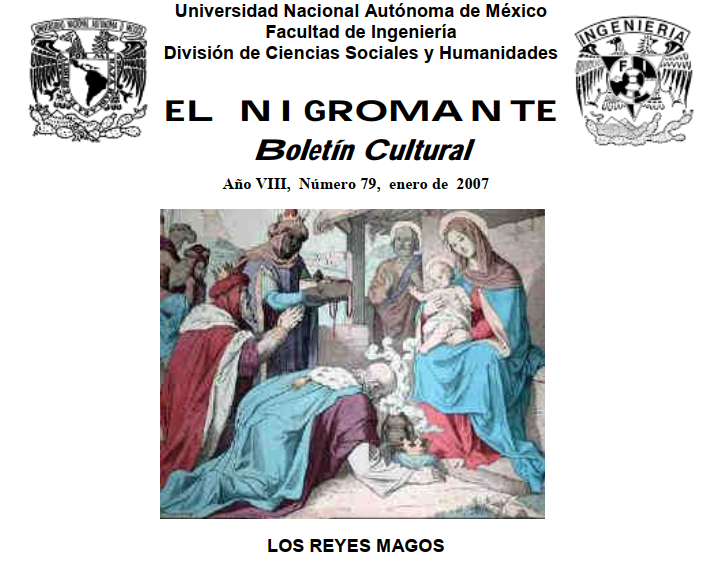 Universidad Nacional Autónoma de México
Facultad de Ingeniería
División de Ciencias Sociales y Humanidades
EL NIGROMANTE
Boletín Cultural
Año VIII, Número 79, enero de 2007
INGENIERIA
F I
LOS REYES MAGOS